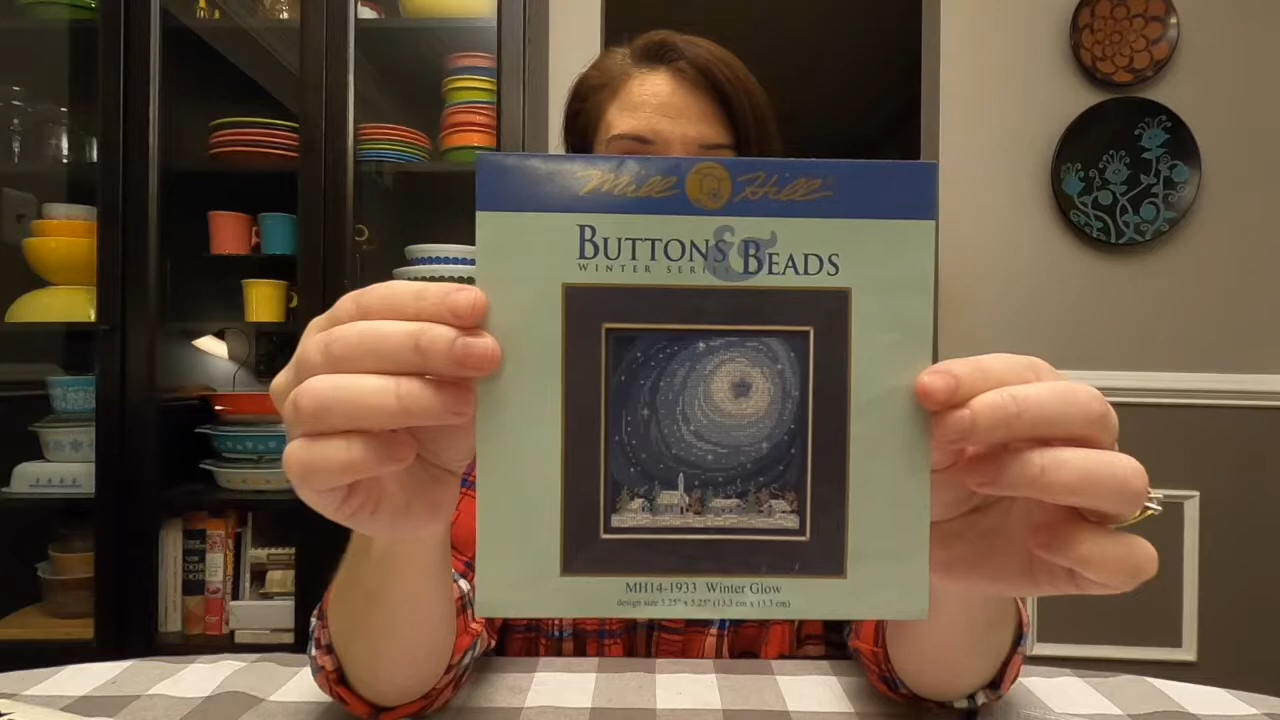 Mill Hill
BUTTONS & BEADS
WINTER SERIES
MH14-1933 Winter Glow
design size 5.25" x 5.25" (13.3 cm x 13.3 cm)